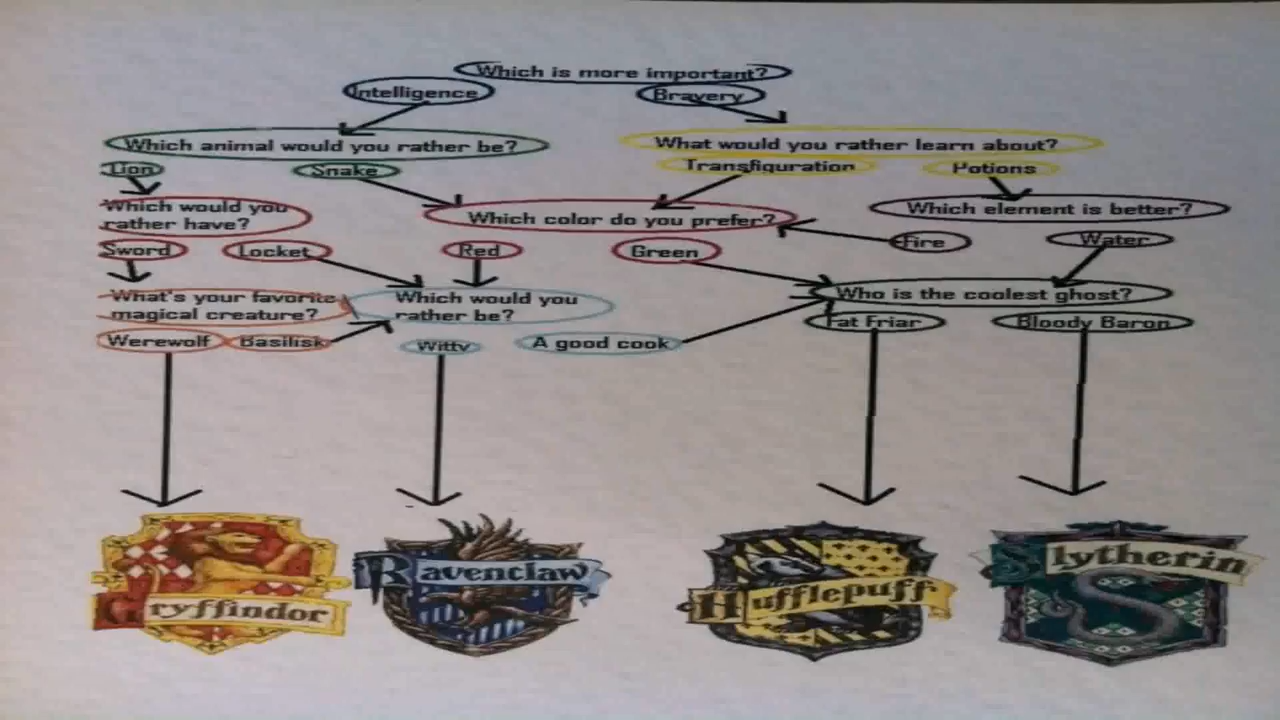 Which is more important?
Intelligence
Bravery
Which animal would you rather be?
What would you rather learn about?
Lion
Snake
Transfiguration
Potions
Which would you
rather have?
Which color do you prefer?
Which element is better?
Sword
Locket
Red
Green
Fire
Water
What's your favorite
magical creature?
Which would you
rather be?
Who is the coolest ghost?
Werewolf
Basilisk
Witty
A good cook
Fat Friar
Bloody Baron
Gryffindor
Ravenclaw
Hufflepuff
Slytherin